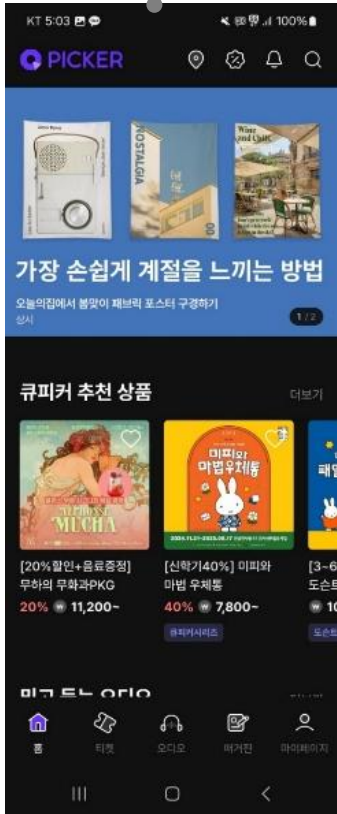 KT 5:03
100%
PICKER
NOSTALGIA
Wine
and Chill
가장 손쉽게 계절을 느끼는 방법
오늘의집에서 봄맞이 패브릭 포스터 구경하기
상시
1/2
큐피커 추천 상품
더보기
ALPHONSE
MUCHA
미피와
마법 우체통
[20%할인+음료증정]
무하의 무화과PKG
20% 11,200~
[신학기40%] 미피와
마법 우체통
40% 7,800~
큐피커시리즈
[3~6
도슨트
10
홈
티켓
오디오
매거진
마이페이지